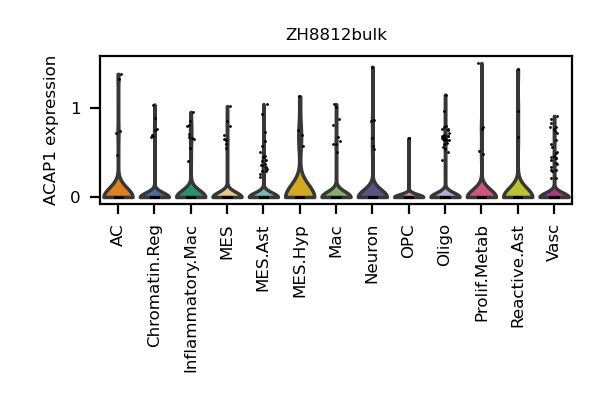 ZH8812bulk
ACAP1 expression
1
0
AC
Chromatin.Reg
Inflammatory.Mac
MES
MES.Ast
MES.Hyp
Mac
Neuron
OPC
Oligo
Prolif.Metab
Reactive.Ast
Vasc